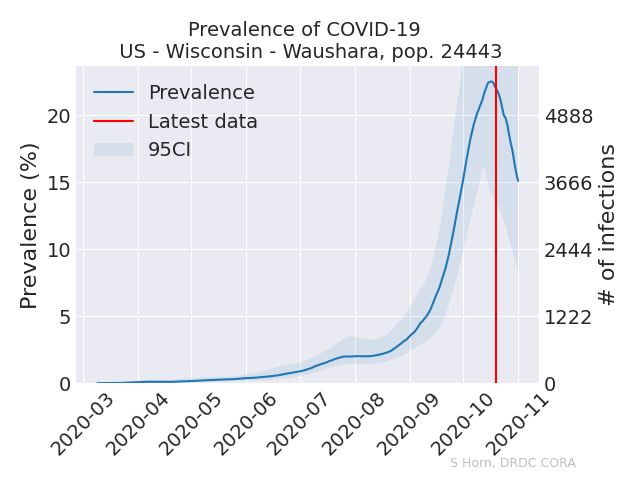 Prevalence of COVID-19
US - Wisconsin - Waushara, pop. 24443
Prevalence
Latest data
95CI
Prevalence (%)
20
15
10
5
0
4888
3666
2444
1222
0
# of infections
2020-03
2020-04
2020-05
2020-06
2020-07
2020-08
2020-09
2020-10
2020-11
S Horn, DRDC CORA